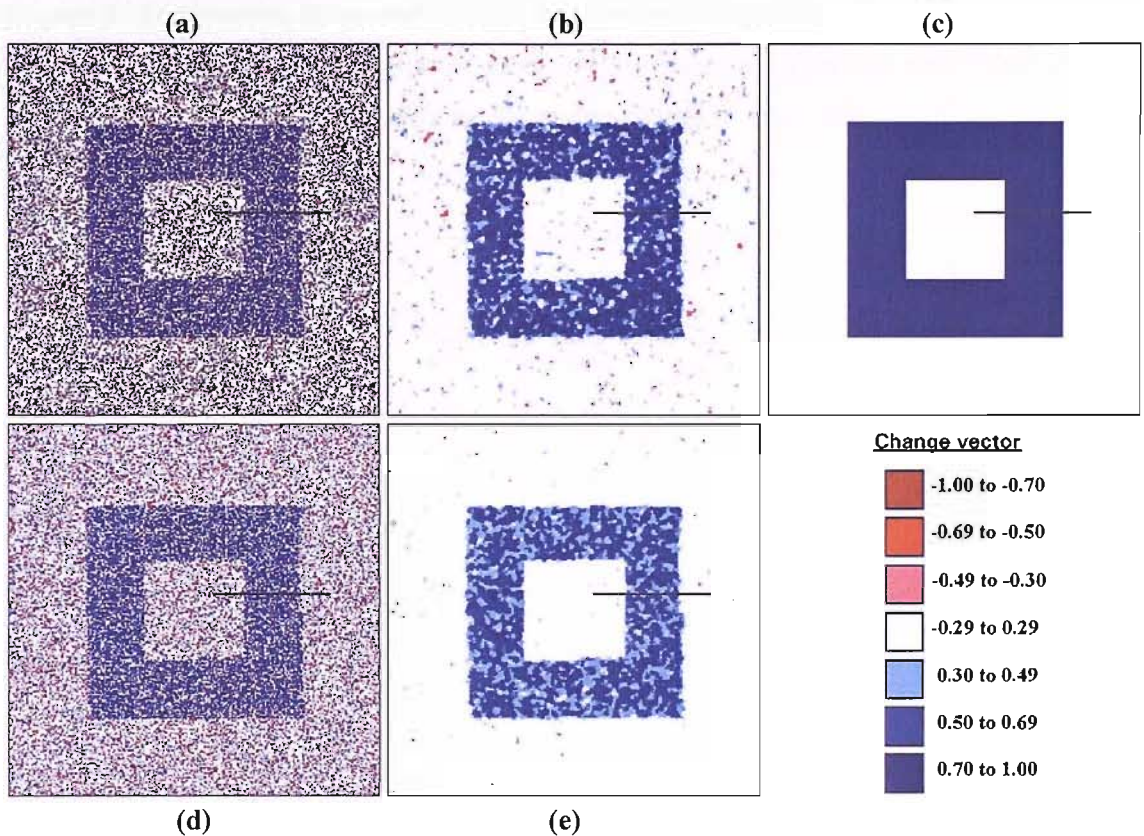 (a) (b) (c)
Change vector
-1.00 to -0.70
-0.69 to -0.50
-0.49 to -0.30
-0.29 to 0.29
0.30 to 0.49
0.50 to 0.69
0.70 to 1.00
(d) (e)